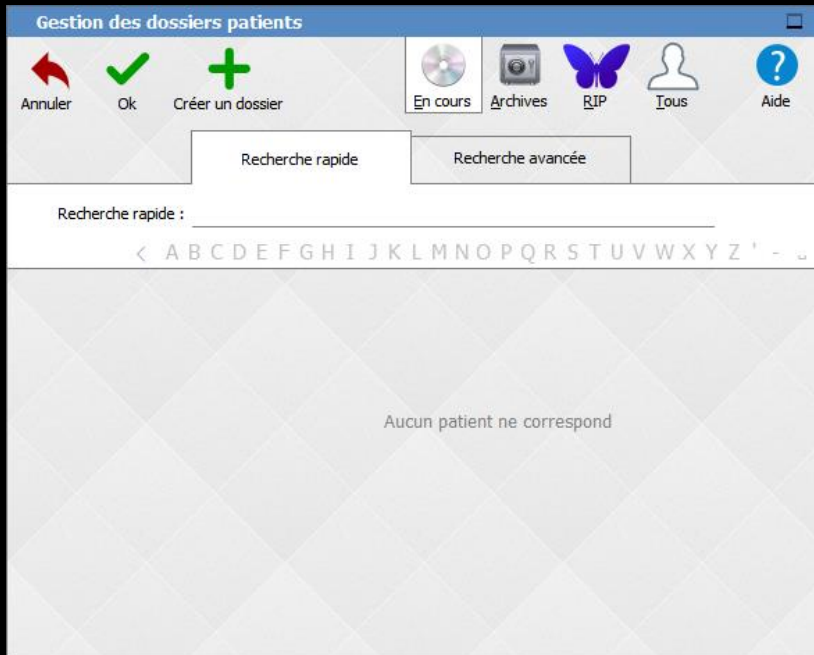 Gestion des dossiers patients
Annuler Ok Créer un dossier En cours Archives RIP Tous Aide
Recherche rapide Recherche avancée
Recherche rapide :
< A B C D E F G H I J K L M N O P Q R S T U V W X Y Z ' - ␣
Aucun patient ne correspond